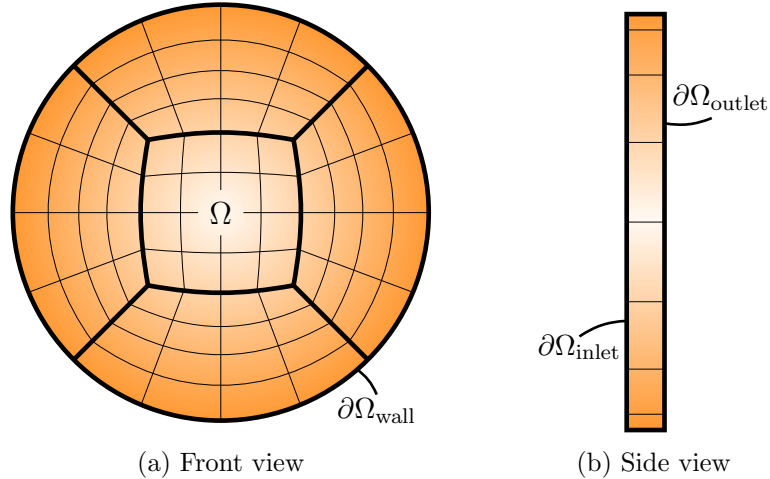 Ω
∂Ω_wall
(a) Front view
∂Ω_outlet
∂Ω_inlet
(b) Side view